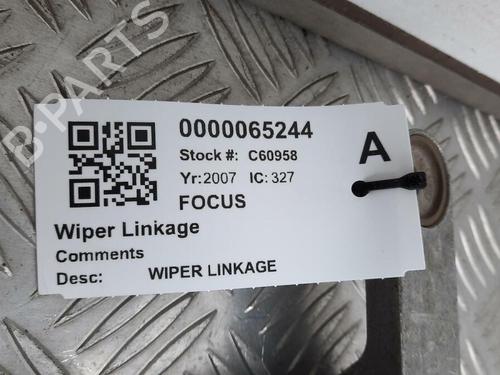 0000065244
A
Stock #: C60958
Yr: 2007 IC: 327
FOCUS
Wiper Linkage
Comments
Desc: WIPER LINKAGE
B-PARTS